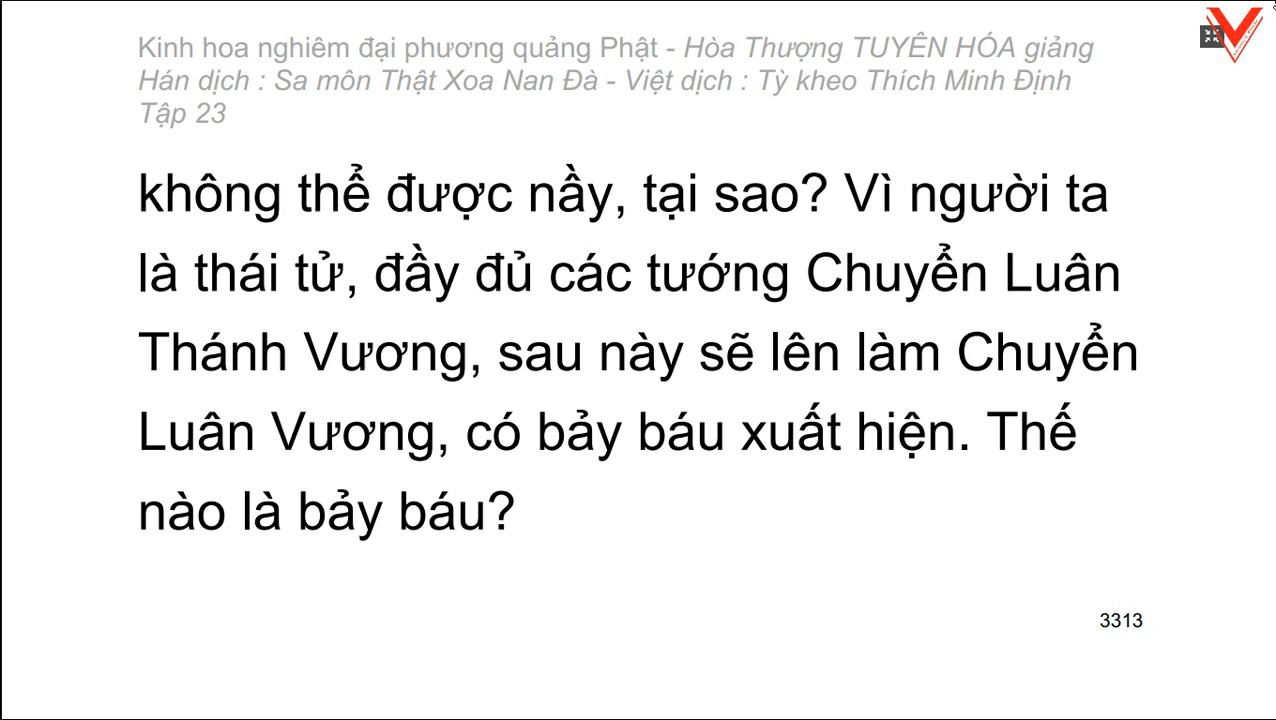 Kinh hoa nghiêm đại phương quảng Phật - Hòa Thượng TUYÊN HÓA giảng
Hán dịch : Sa môn Thật Xoa Nan Đà - Việt dịch : Tỳ kheo Thích Minh Định
Tập 23
không thể được nầy, tại sao? Vì người ta
là thái tử, đầy đủ các tướng Chuyển Luân
Thánh Vương, sau này sẽ lên làm Chuyển
Luân Vương, có bảy báu xuất hiện. Thế
nào là bảy báu?
3313